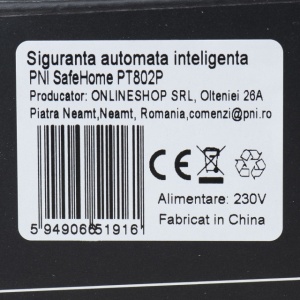 Siguranta automata inteligenta
PNI SafeHome PT802P
Producator: ONLINESHOP SRL, Olteniei 26A
Piatra Neamt,Neamt, Romania,comenzi@pni.ro
CE
Alimentare: 230V
Fabricat in China
5 949066 519161